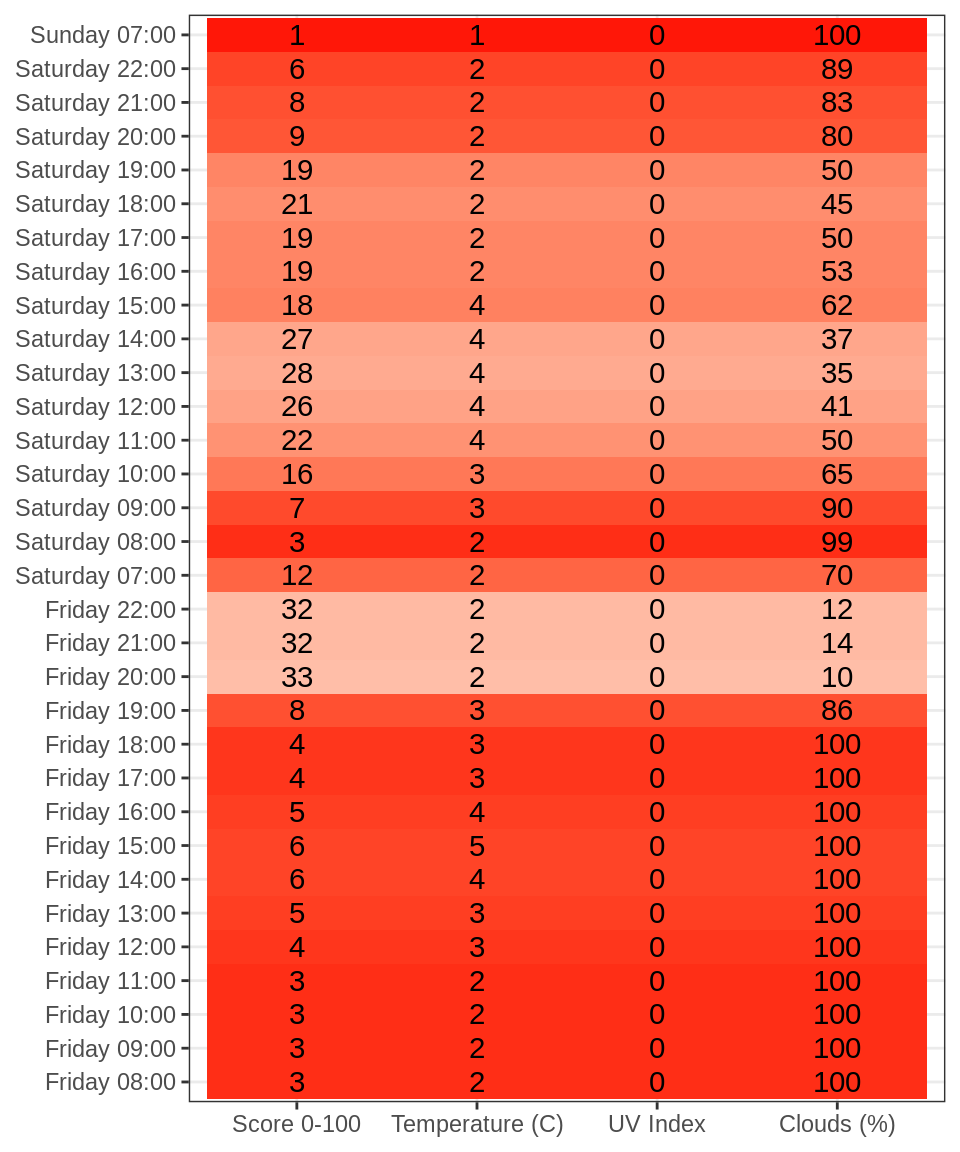 Sunday 07:00 1 1 0 100
Saturday 22:00 6 2 0 89
Saturday 21:00 8 2 0 83
Saturday 20:00 9 2 0 80
Saturday 19:00 19 2 0 50
Saturday 18:00 21 2 0 45
Saturday 17:00 19 2 0 50
Saturday 16:00 19 2 0 53
Saturday 15:00 18 4 0 62
Saturday 14:00 27 4 0 37
Saturday 13:00 28 4 0 35
Saturday 12:00 26 4 0 41
Saturday 11:00 22 4 0 50
Saturday 10:00 16 3 0 65
Saturday 09:00 7 3 0 90
Saturday 08:00 3 2 0 99
Saturday 07:00 12 2 0 70
Friday 22:00 32 2 0 12
Friday 21:00 32 2 0 14
Friday 20:00 33 2 0 10
Friday 19:00 8 3 0 86
Friday 18:00 4 3 0 100
Friday 17:00 4 3 0 100
Friday 16:00 5 4 0 100
Friday 15:00 6 5 0 100
Friday 14:00 6 4 0 100
Friday 13:00 5 3 0 100
Friday 12:00 4 3 0 100
Friday 11:00 3 2 0 100
Friday 10:00 3 2 0 100
Friday 09:00 3 2 0 100
Friday 08:00 3 2 0 100
Score 0-100 Temperature (C) UV Index Clouds (%)